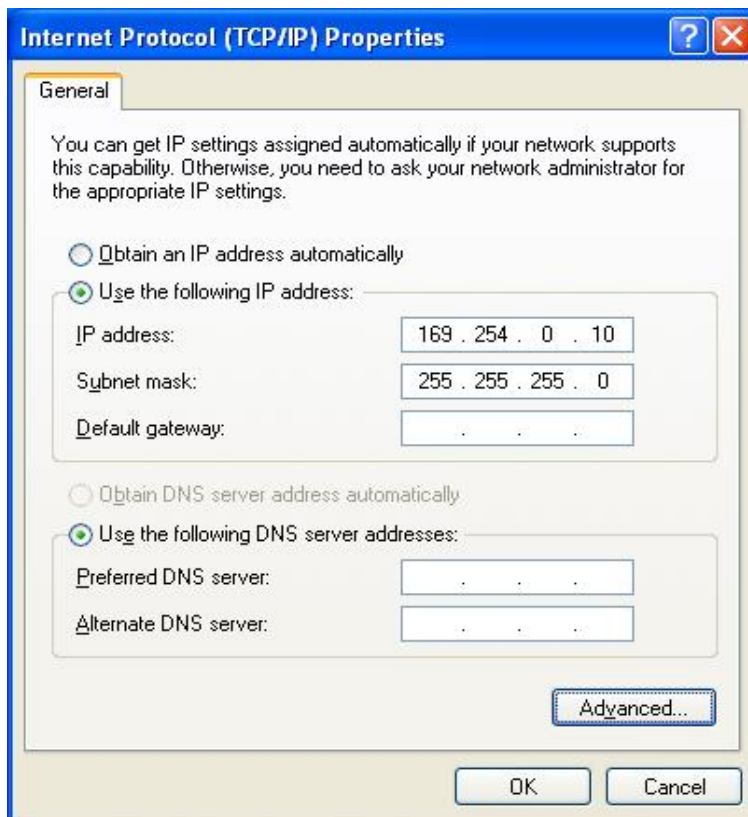 Internet Protocol (TCP/IP) Properties
General
You can get IP settings assigned automatically if your network supports
this capability. Otherwise, you need to ask your network administrator for
the appropriate IP settings.
Obtain an IP address automatically
Use the following IP address:
IP address: 169 . 254 . 0 . 10
Subnet mask: 255 . 255 . 255 . 0
Default gateway: . . .
Obtain DNS server address automatically
Use the following DNS server addresses:
Preferred DNS server: . . .
Alternate DNS server: . . .
Advanced...
OK Cancel